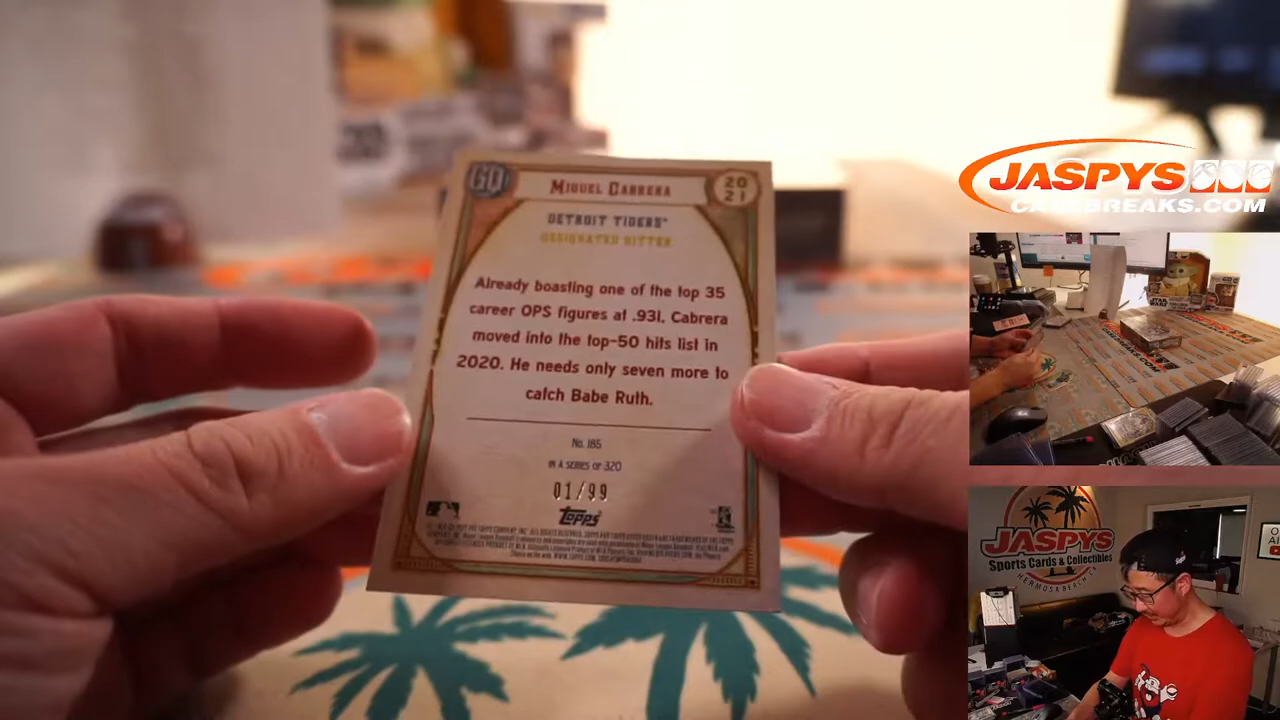 GQ
MIGUEL CABRERA
20
21
DETROIT TIGERS
DESIGNATED HITTER
Already boasting one of the top 35
career OPS figures at .931, Cabrera
moved into the top-50 hits list in
2020. He needs only seven more to
catch Babe Ruth.
No. 185
IN A SERIES OF 320
01/99
Topps
JASPYS
CASEBREAKS.COM
STAR
WARS
JASPYS
Sports Cards & Collectibles
HERMOSA BEACH CA